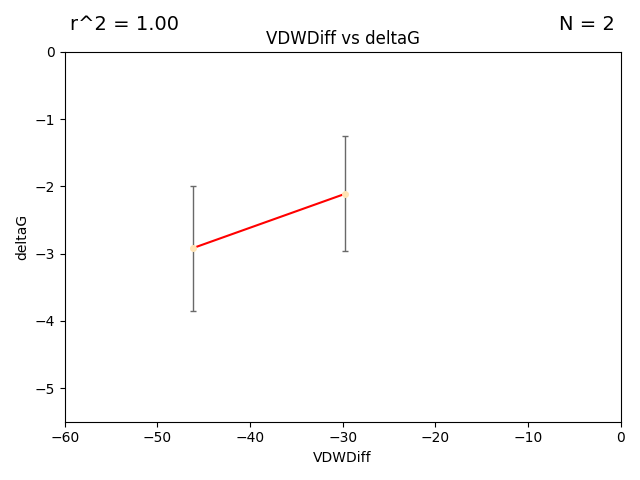 r^2 = 1.00
N = 2
VDWDiff vs deltaG
0
−1
−2
−3
−4
−5
deltaG
−60
−50
−40
−30
−20
−10
0
VDWDiff